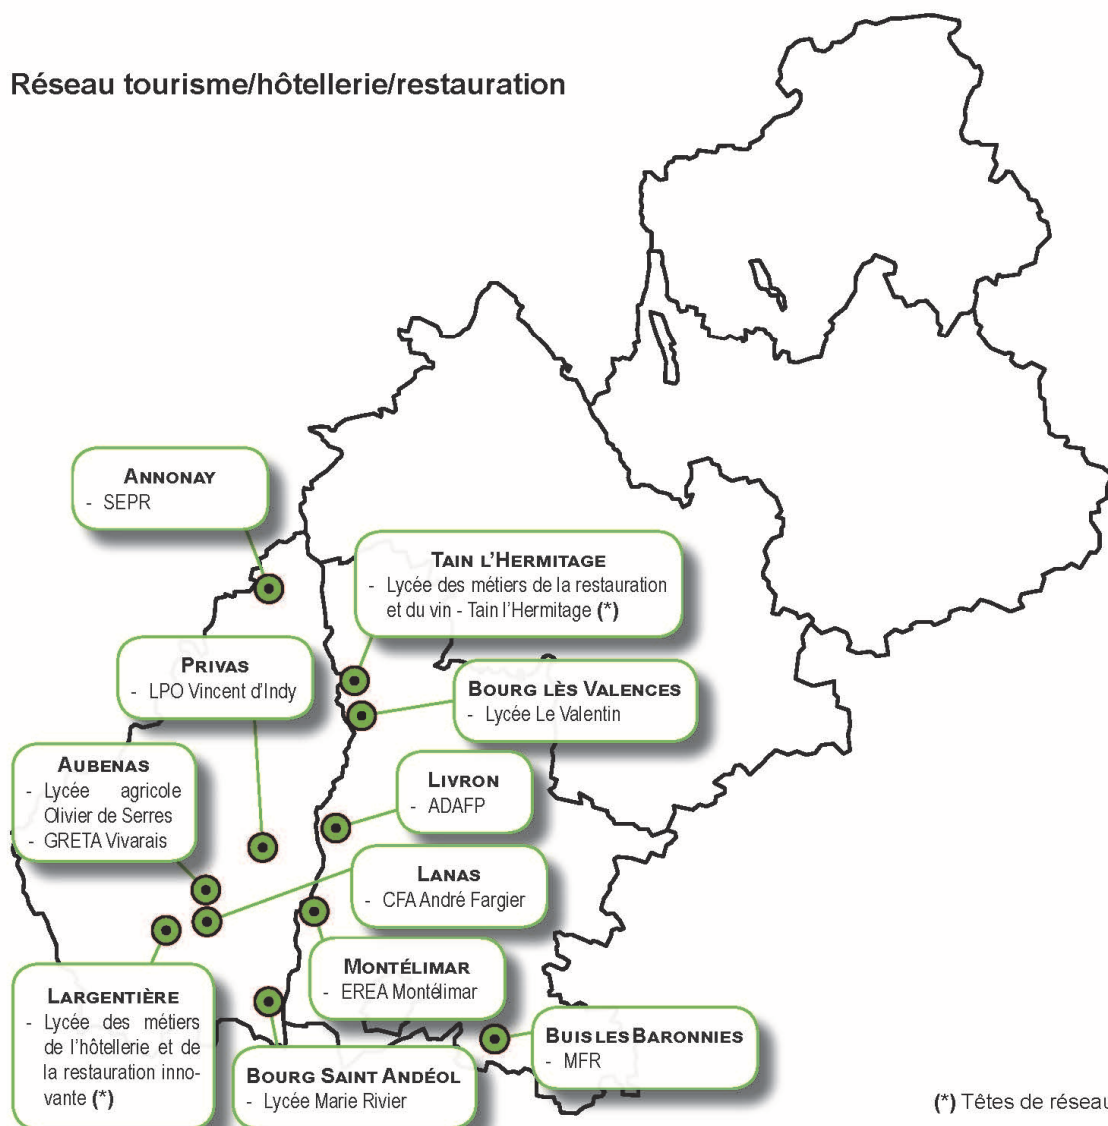 Réseau tourisme/hôtellerie/restauration
ANNONAY
- SEPR
TAIN L'HERMITAGE
- Lycée des métiers de la restauration
et du vin - Tain l'Hermitage (*)
PRIVAS
- LPO Vincent d'Indy
BOURG LÈS VALENCES
- Lycée Le Valentin
AUBENAS
- Lycée agricole
Olivier de Serres
- GRETA Vivarais
LIVRON
- ADAFP
LANAS
- CFA André Fargier
MONTÉLIMAR
- EREA Montélimar
LARGENTIÈRE
- Lycée des métiers
de l'hôtellerie et de
la restauration inno-
vante (*)
BUIS LES BARONNIES
- MFR
BOURG SAINT ANDÉOL
- Lycée Marie Rivier
(*) Têtes de réseau